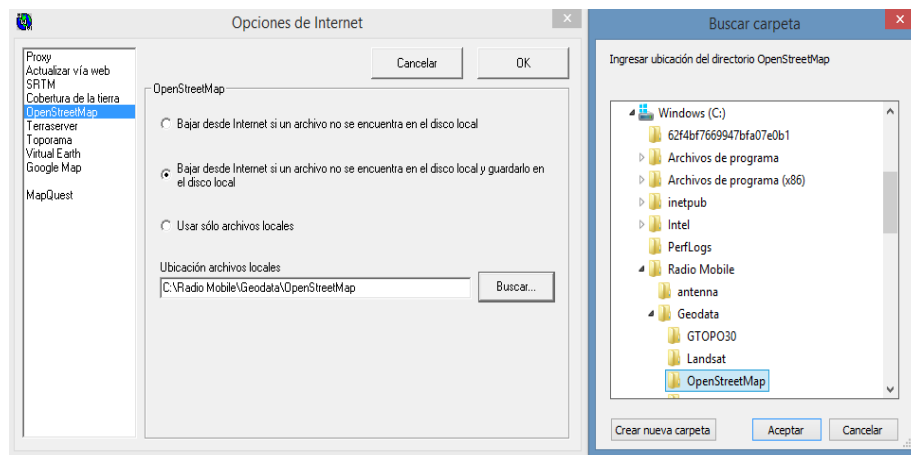 Opciones de Internet
Proxy
Actualizar vía web
SRTM
Cobertura de la tierra
OpenStreetMap
Terraserver
Toporama
Virtual Earth
Google Map
MapQuest
Cancelar
OK
OpenStreetMap
Bajar desde Internet si un archivo no se encuentra en el disco local
Bajar desde Internet si un archivo no se encuentra en el disco local y guardarlo en
el disco local
Usar sólo archivos locales
Ubicación archivos locales
C:\Radio Mobile\Geodata\OpenStreetMap
Buscar...
Buscar carpeta
Ingresar ubicación del directorio OpenStreetMap
Windows (C:)
62f4bf7669947bfa07e0b1
Archivos de programa
Archivos de programa (x86)
inetpub
Intel
PerfLogs
Radio Mobile
antenna
Geodata
GTOPO30
Landsat
OpenStreetMap
Crear nueva carpeta
Aceptar
Cancelar